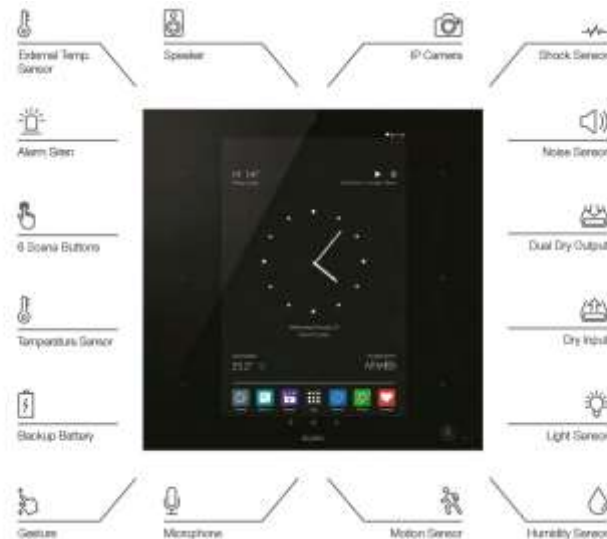 External Temp.
Sensor
Speaker
IP Camera
Shock Sensor
Alarm Siren
Noise Sensor
6 Scene Buttons
Dual Dry Output
Temperature Sensor
Dry Input
Backup Battery
Light Sensor
Gesture
Microphone
Motion Sensor
Humidity Sensor